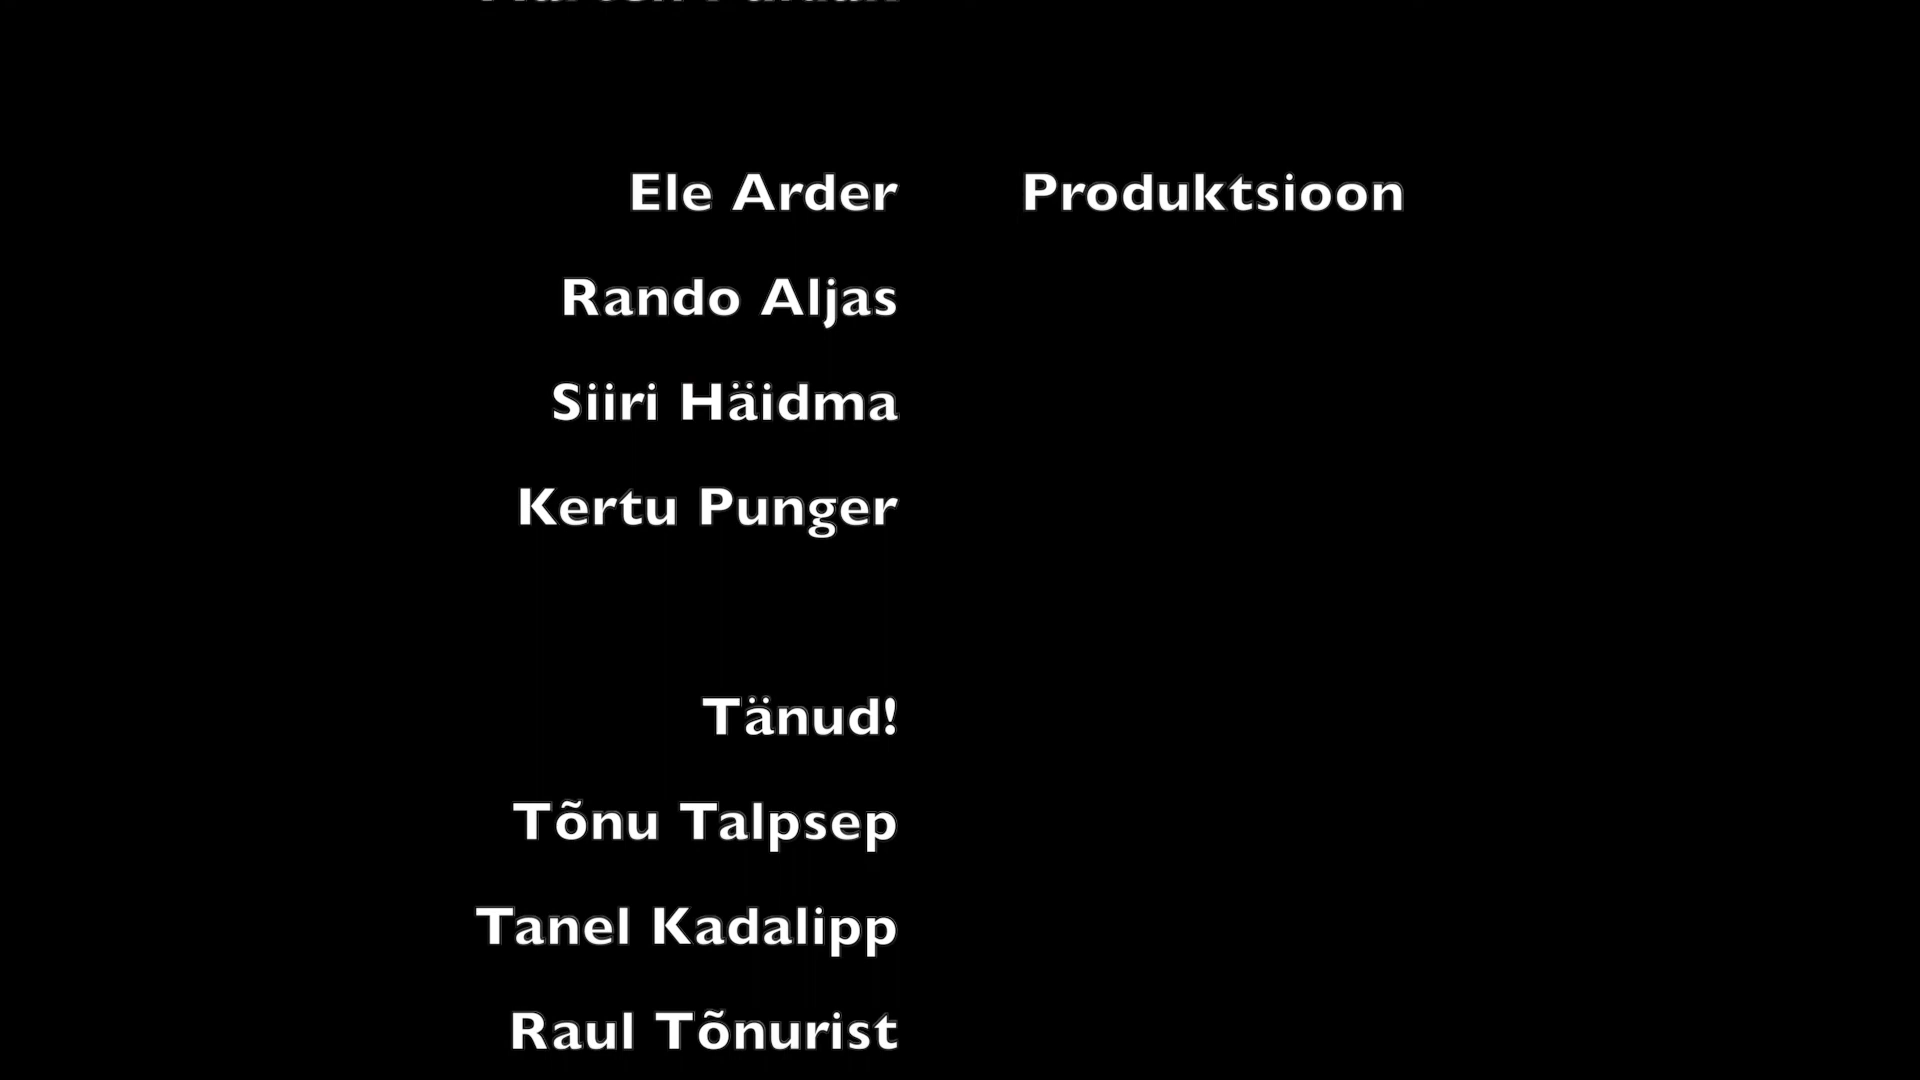 Ele Arder Produktsioon
Rando Aljas
Siiri Häidma
Kertu Punger
Tänud!
Tõnu Talpsep
Tanel Kadalipp
Raul Tõnurist